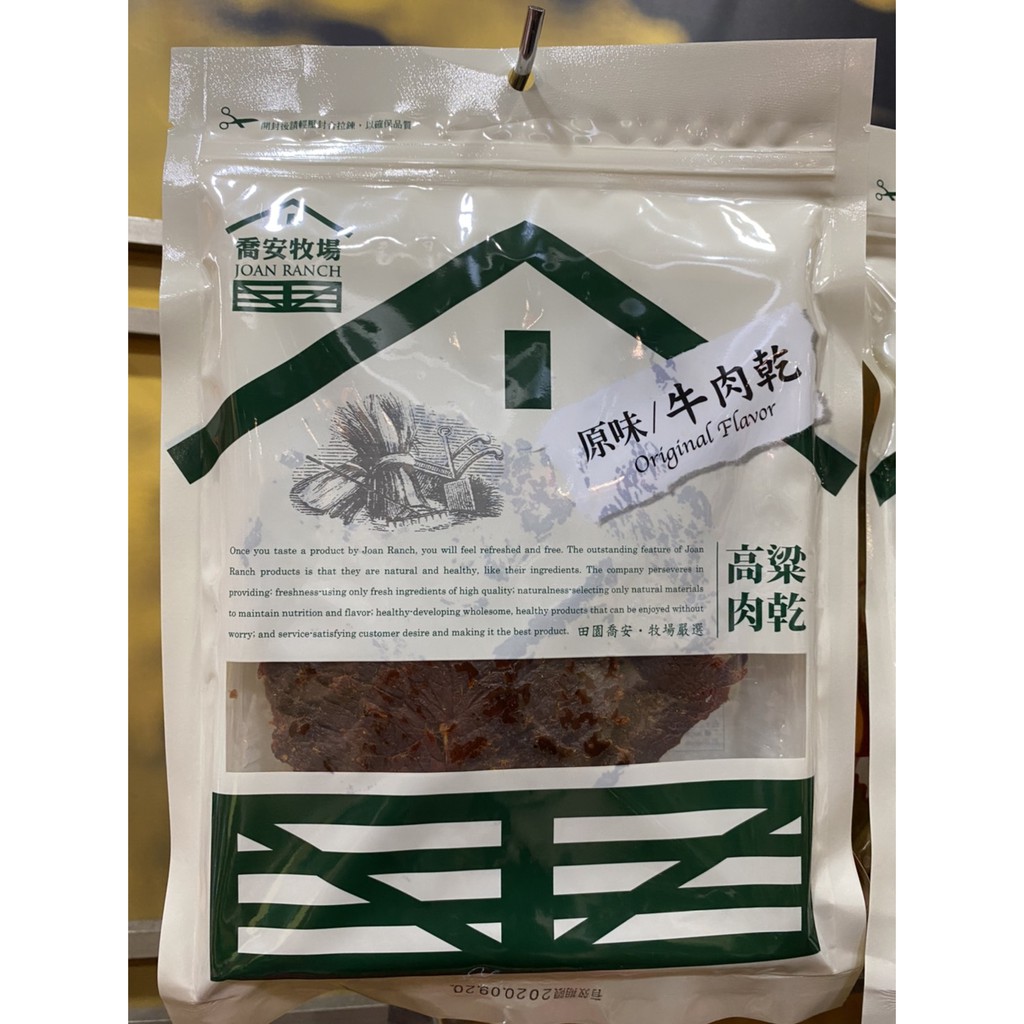 開封後請輕壓封合拉鍊，以確保品質
喬安牧場
JOAN RANCH
原味/牛肉乾
Original Flavor
Once you taste a product by Joan Ranch, you will feel refreshed and free. The outstanding feature of Joan
Ranch products is that they are natural and healthy, like their ingredients. The company perseveres in
providing: freshness-using only fresh ingredients of high quality; naturalness-selecting only natural materials
to maintain nutrition and flavor; healthy-developing wholesome, healthy products that can be enjoyed without
worry; and service-satisfying customer desire and making it the best product. 田園喬安・牧場嚴選
高粱
肉乾
有效期限2020.09.20.